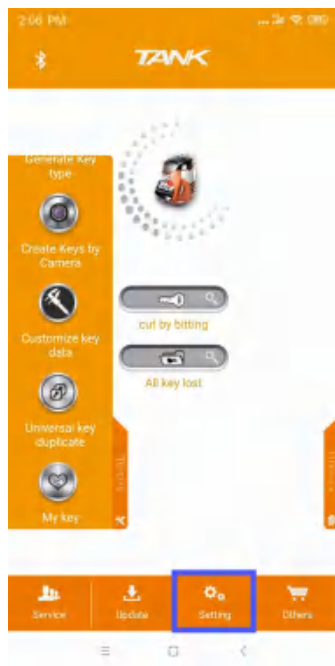 2:06 PM
TANK
Generate Key
type
Create Keys by
Camera
Customize key
data
Universal key
duplicate
My key
cut by bitting
All key lost
Service
Update
Setting
Others